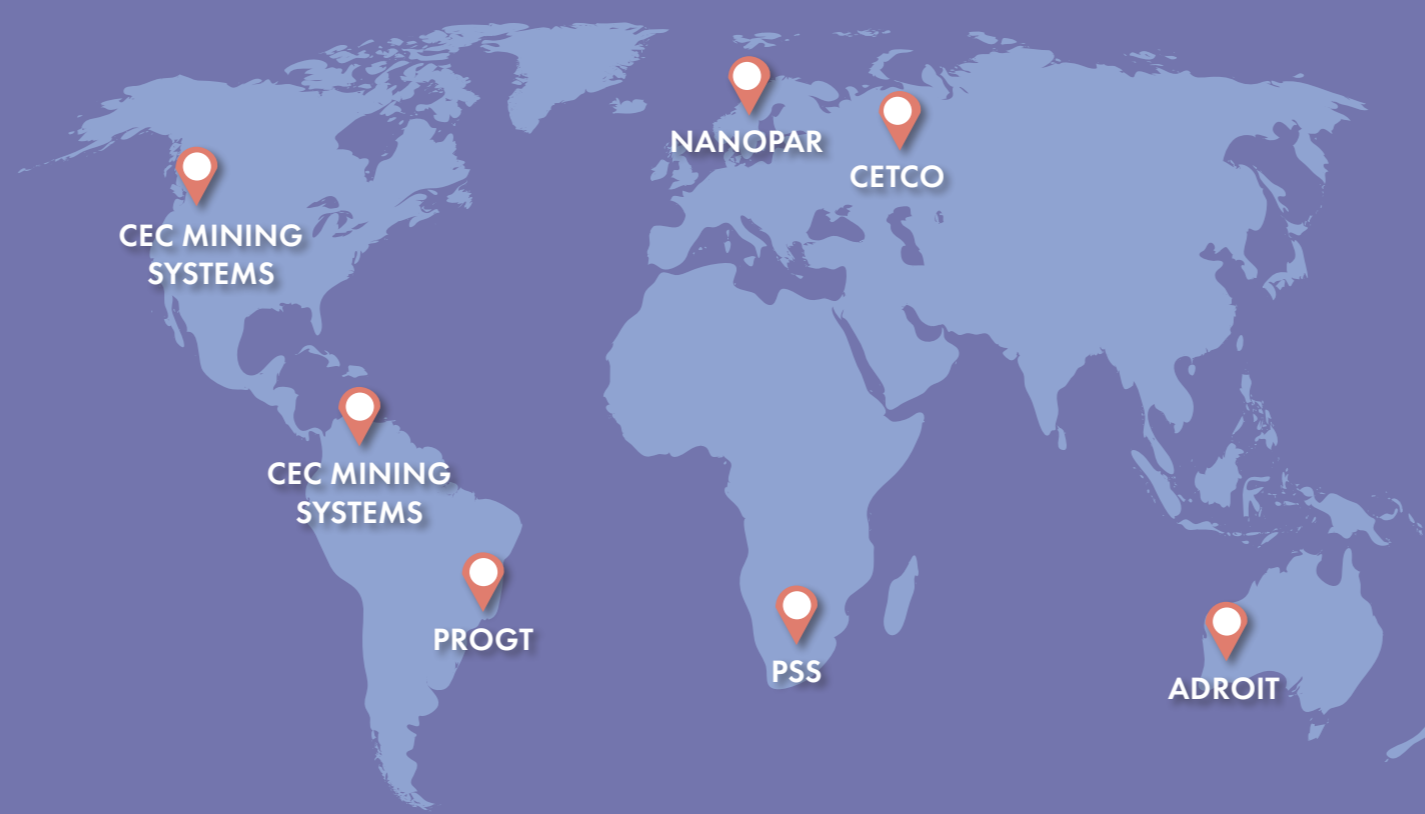 NANOPAR
CETCO
CEC MINING
SYSTEMS
CEC MINING
SYSTEMS
PROGT
PSS
ADROIT